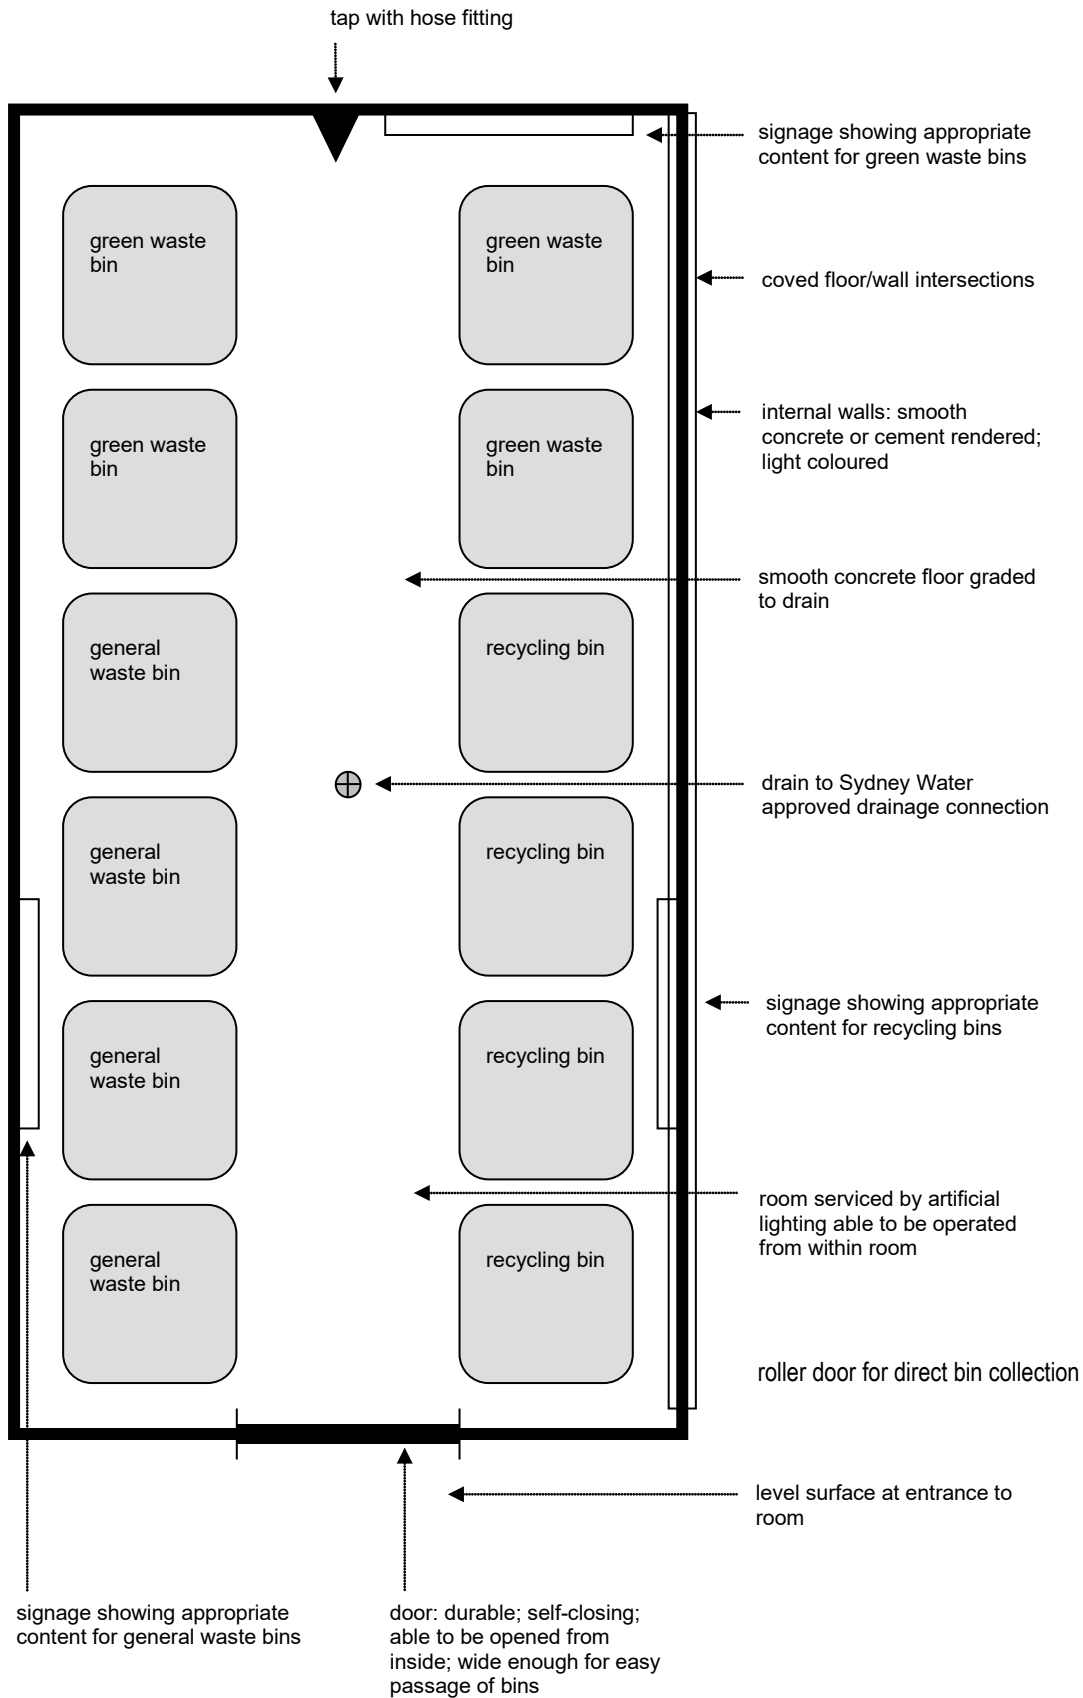 tap with hose fitting
signage showing appropriate
content for green waste bins
green waste
bin
green waste
bin
coved floor/wall intersections
green waste
bin
green waste
bin
internal walls: smooth
concrete or cement rendered;
light coloured
smooth concrete floor graded
to drain
general
waste bin
recycling bin
drain to Sydney Water
approved drainage connection
general
waste bin
recycling bin
signage showing appropriate
content for recycling bins
general
waste bin
recycling bin
room serviced by artificial
lighting able to be operated
from within room
general
waste bin
recycling bin
roller door for direct bin collection
level surface at entrance to
room
signage showing appropriate
content for general waste bins
door: durable; self-closing;
able to be opened from
inside; wide enough for easy
passage of bins